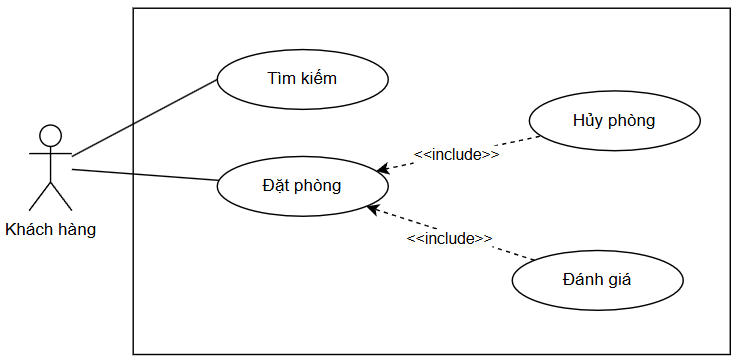 Tìm kiếm
Hủy phòng
<<include>>
Đặt phòng
Khách hàng
<<include>>
Đánh giá